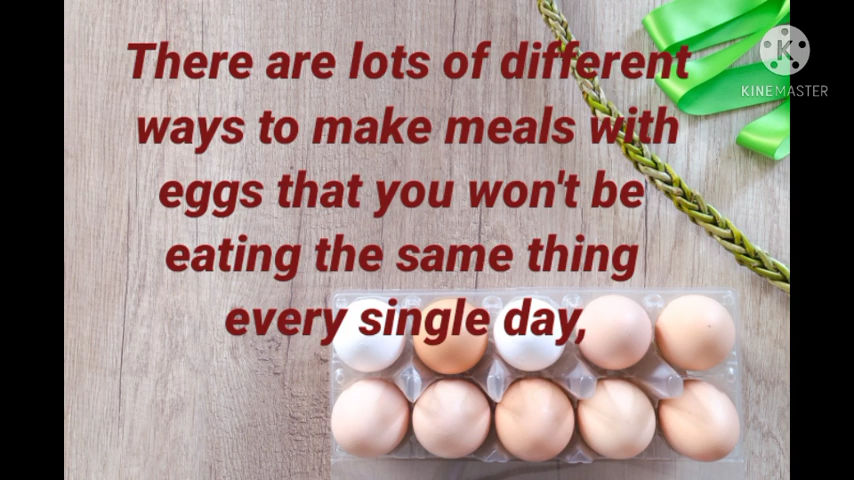 There are lots of different
ways to make meals with
eggs that you won't be
eating the same thing
every single day,
K
KINEMASTER